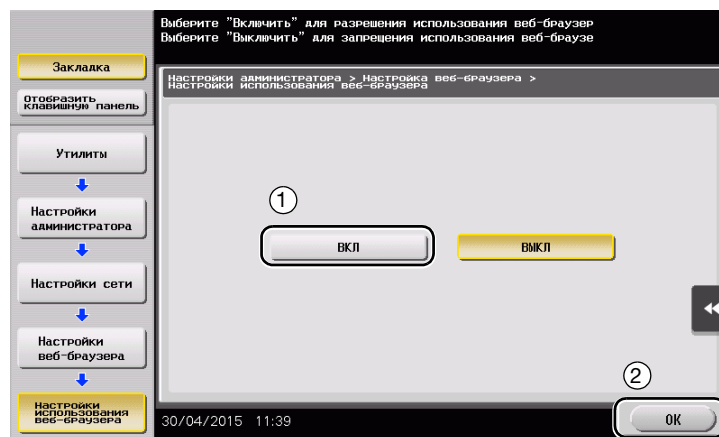 Выберите "Включить" для разрешения использования веб-браузер
Выберите "Выключить" для запрещения использования веб-браузе
Закладка
Отобразить
клавишную панель
Настройки администратора > Настройка веб-браузера >
Настройки использования веб-браузера
Утилиты
Настройки
администратора
Настройки сети
Настройки
веб-браузера
Настройки
использования
веб-браузера
1
ВКЛ
ВЫКЛ
2
30/04/2015 11:39
OK